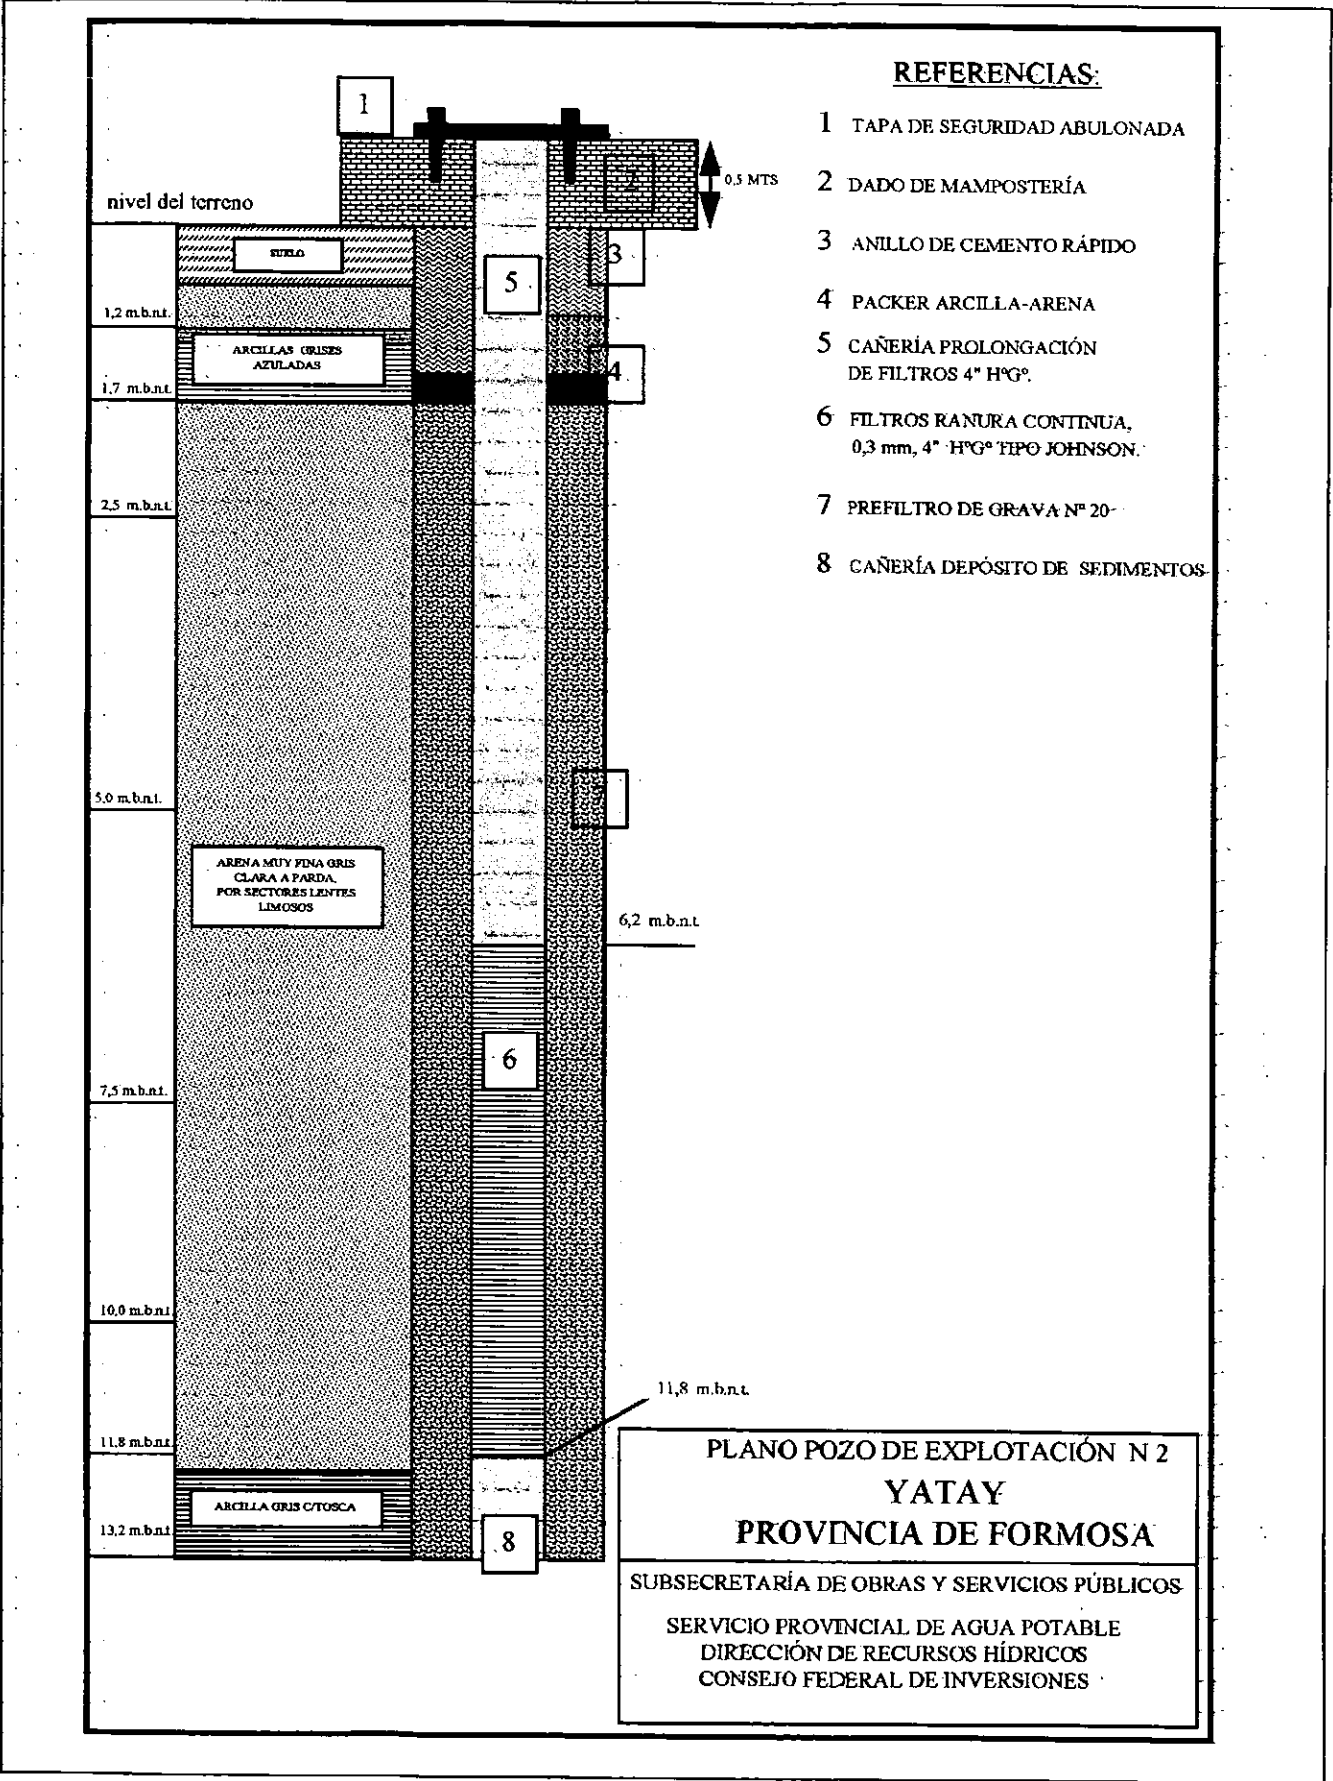 REFERENCIAS:
1 TAPA DE SEGURIDAD ABULONADA
2 DADO DE MAMPOSTERÍA
3 ANILLO DE CEMENTO RÁPIDO
4 PACKER ARCILLA-ARENA
5 CAÑERÍA PROLONGACIÓN
DE FILTROS 4" HºGº.
6 FILTROS RANURA CONTINUA,
0,3 mm, 4" HºGº TIPO JOHNSON.
7 PREFILTRO DE GRAVA Nº 20
8 CAÑERÍA DEPÓSITO DE SEDIMENTOS
1
2
0,5 MTS
nivel del terreno
SUELO
3
5
1,2 m.b.n.t.
ARCILLAS GRISES
AZULADAS
4
1,7 m.b.n.t.
2,5 m.b.n.t.
5,0 m.b.n.t.
ARENA MUY FINA GRIS
CLARA A PARDA,
POR SECTORES LENTES
LIMOSOS
6,2 m.b.n.t.
6
7,5 m.b.n.t.
10,0 m.b.n.t.
11,8 m.b.n.t.
11,8 m.b.n.t.
ARCILLA GRIS C/TOSCA
13,2 m.b.n.t.
8
PLANO POZO DE EXPLOTACIÓN N 2
YATAY
PROVINCIA DE FORMOSA
SUBSECRETARÍA DE OBRAS Y SERVICIOS PÚBLICOS
SERVICIO PROVINCIAL DE AGUA POTABLE
DIRECCIÓN DE RECURSOS HÍDRICOS
CONSEJO FEDERAL DE INVERSIONES